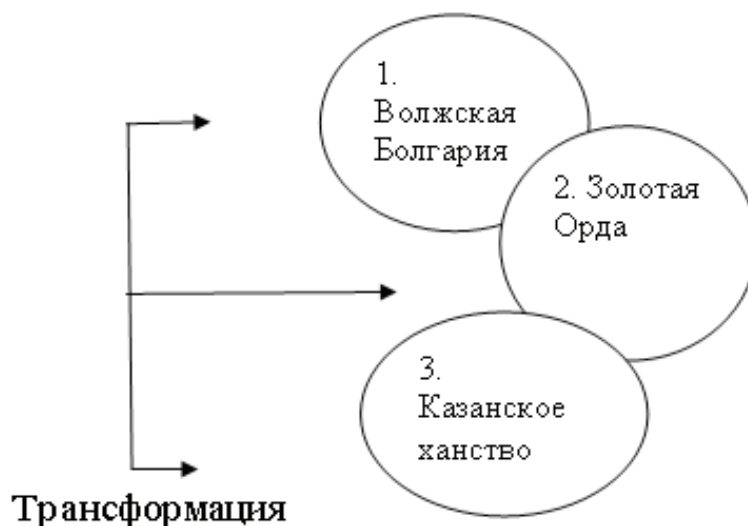 1.
Волжская
Болгария
2. Золотая
Орда
3.
Казанское
ханство
Трансформация